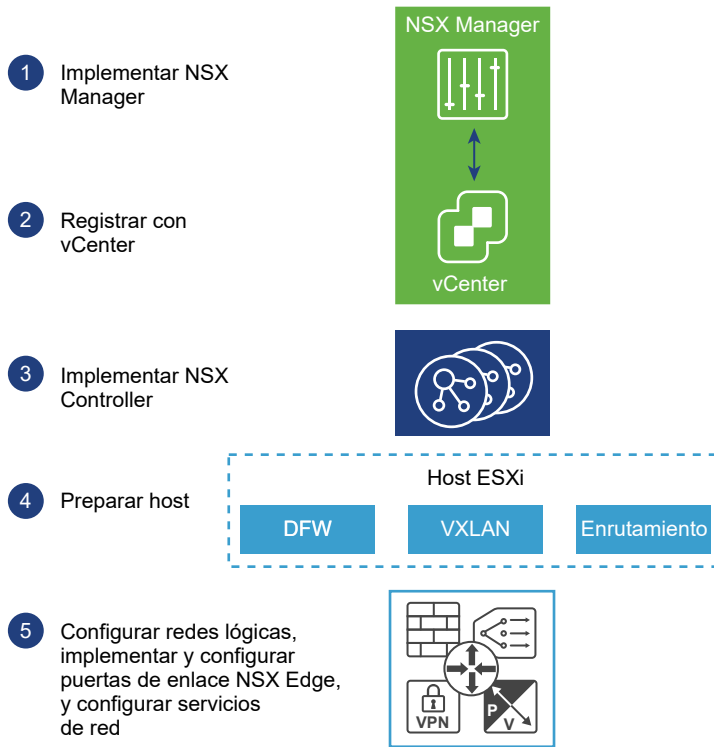 NSX Manager
1
Implementar NSX
Manager
2
Registrar con
vCenter
vCenter
3
Implementar NSX
Controller
Host ESXi
4
Preparar host
DFW
VXLAN
Enrutamiento
5
Configurar redes lógicas,
implementar y configurar
puertas de enlace NSX Edge,
y configurar servicios
de red
VPN
P
V